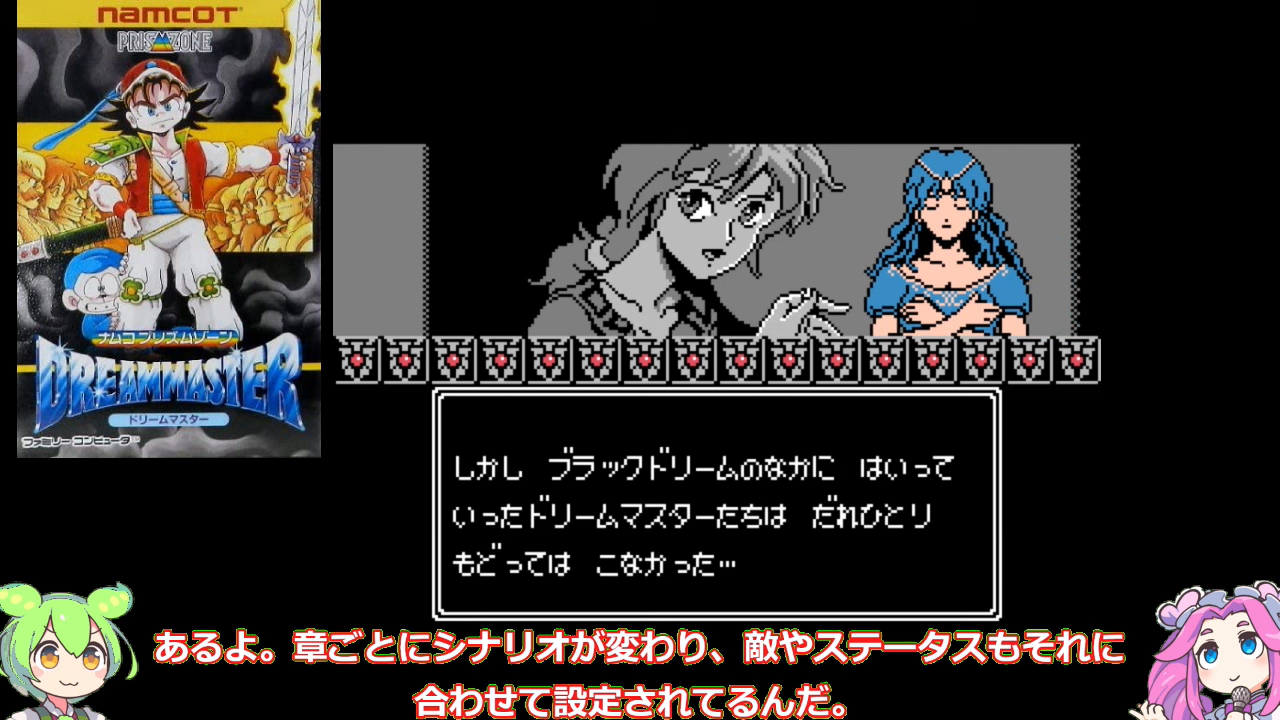 namcot
PRISM ZONE
ナムコ プリズムゾーン
DREAMMASTER
ドリームマスター
ファミリーコンピュータ™
しかし ブラックドリームのなかに はいって
いったドリームマスターたちは だれひとり
もどっては こなかった…
あるよ。章ごとにシナリオが変わり、敵やステータスもそれに
合わせて設定されてるんだ。